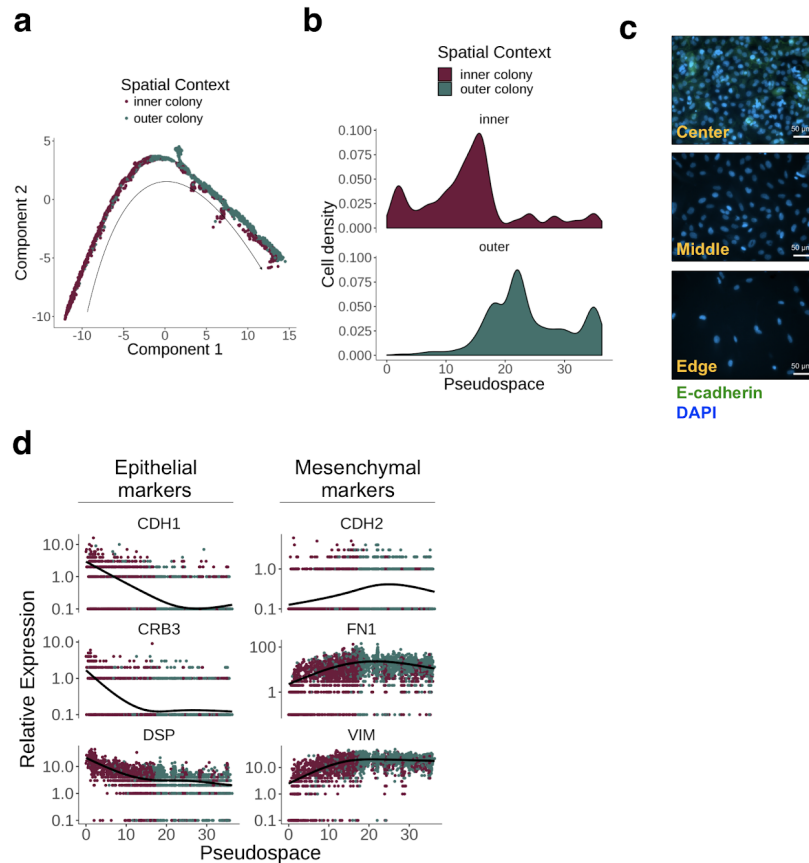 a
Spatial Context
inner colony
outer colony
Component 2
5
0
-5
-10
-10
-5
0
5
10
15
Component 1
b
Spatial Context
inner colony
outer colony
inner
Cell density
0.100
0.075
0.050
0.025
0.000
outer
0.100
0.075
0.050
0.025
0.000
0
10
20
30
Pseudospace
c
Center
50 µm
Middle
50 µm
Edge
50 µm
E-cadherin
DAPI
d
Epithelial
markers
Mesenchymal
markers
Relative Expression
CDH1
10.0
1.0
0.1
CDH2
1.0
0.1
CRB3
10.0
1.0
0.1
FN1
100
1
DSP
10.0
1.0
0.1
VIM
10.0
1.0
0.1
0
10
20
30
0
10
20
30
Pseudospace